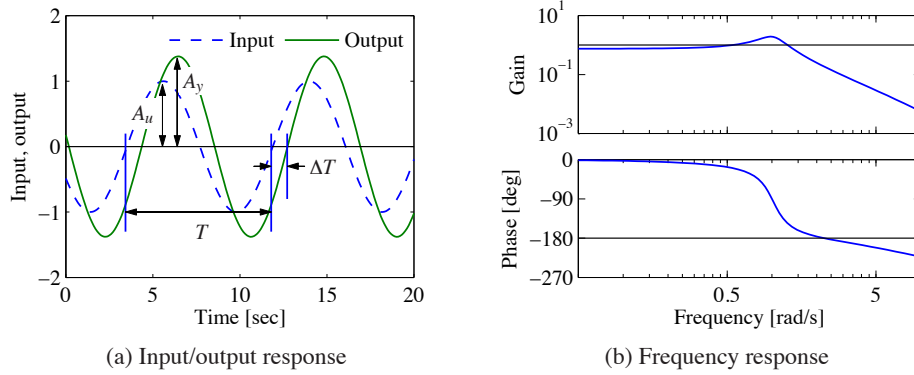 2
Input
Output
1
A_y
A_u
0
ΔT
−1
T
−2
0
5
10
15
20
Input, output
Time [sec]
(a) Input/output response
10^1
10^{-1}
10^{-3}
Gain
0
−90
−180
−270
Phase [deg]
0.5
5
Frequency [rad/s]
(b) Frequency response